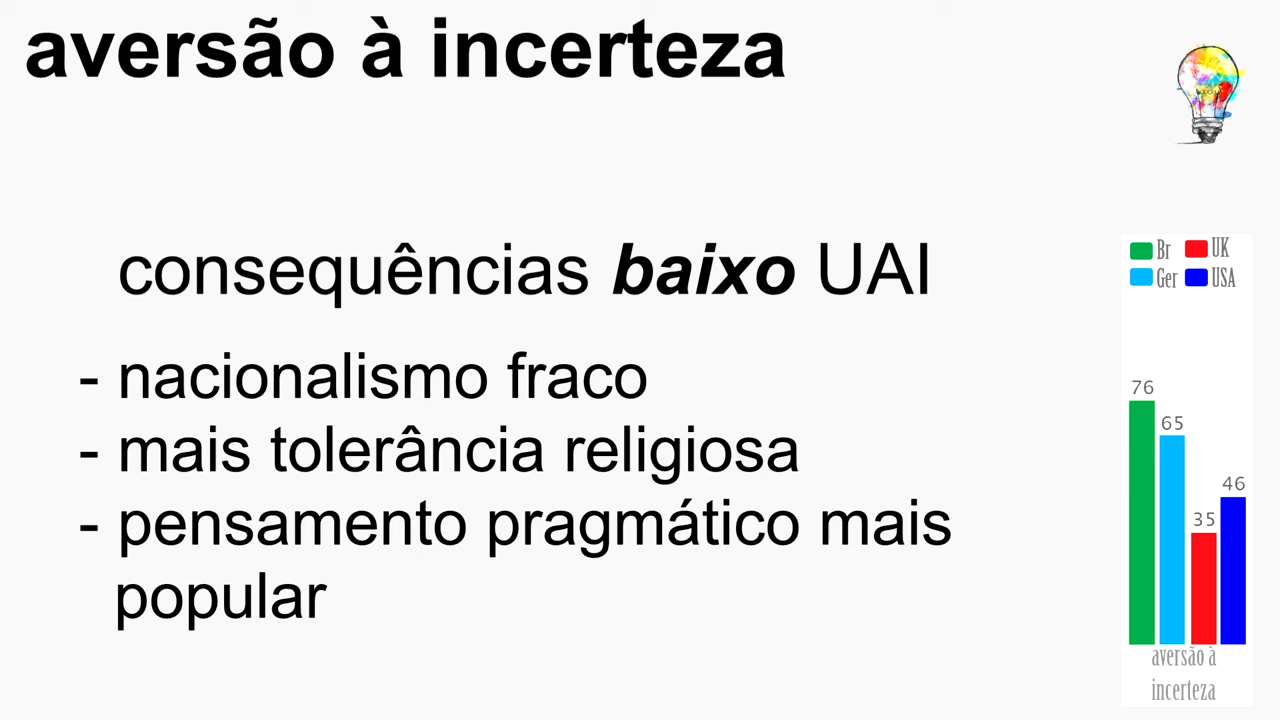 aversão à incerteza
consequências baixo UAI
- nacionalismo fraco
- mais tolerância religiosa
- pensamento pragmático mais
popular
Br UK
Ger USA
76
65
35
46
aversão à
incerteza